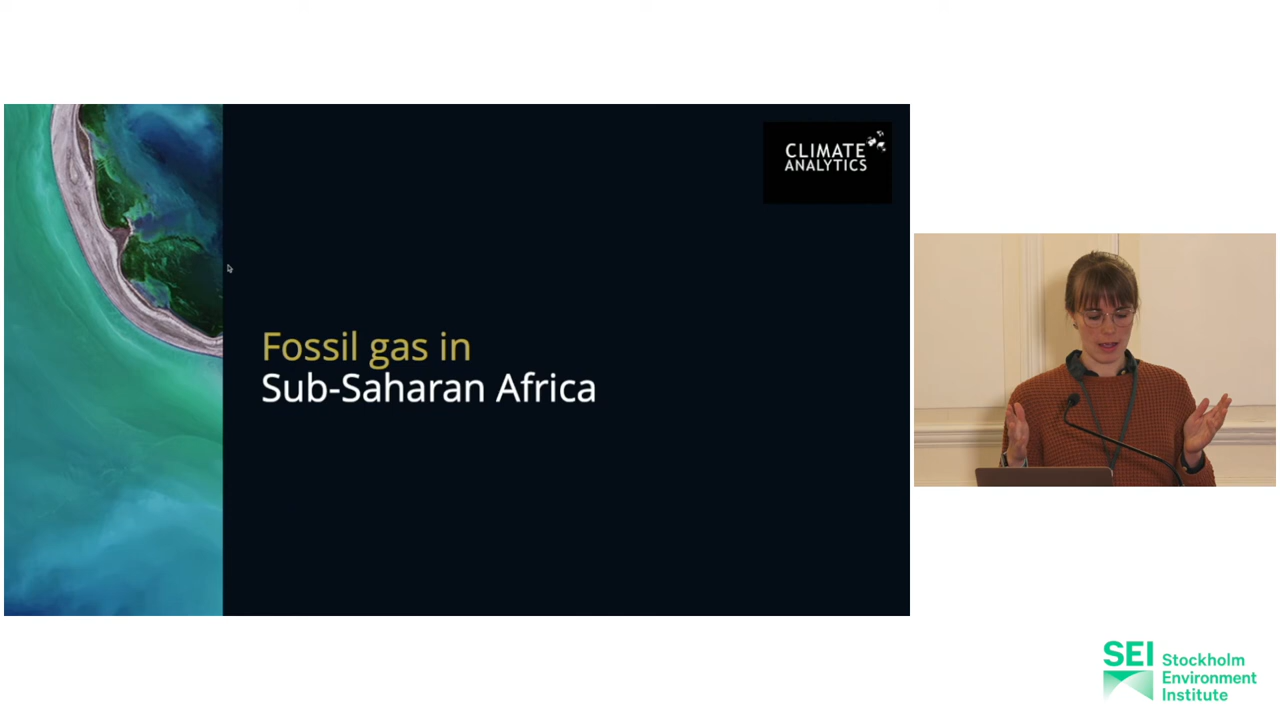 CLIMATE
ANALYTICS
Fossil gas in
Sub-Saharan Africa
SEI Stockholm
Environment
Institute